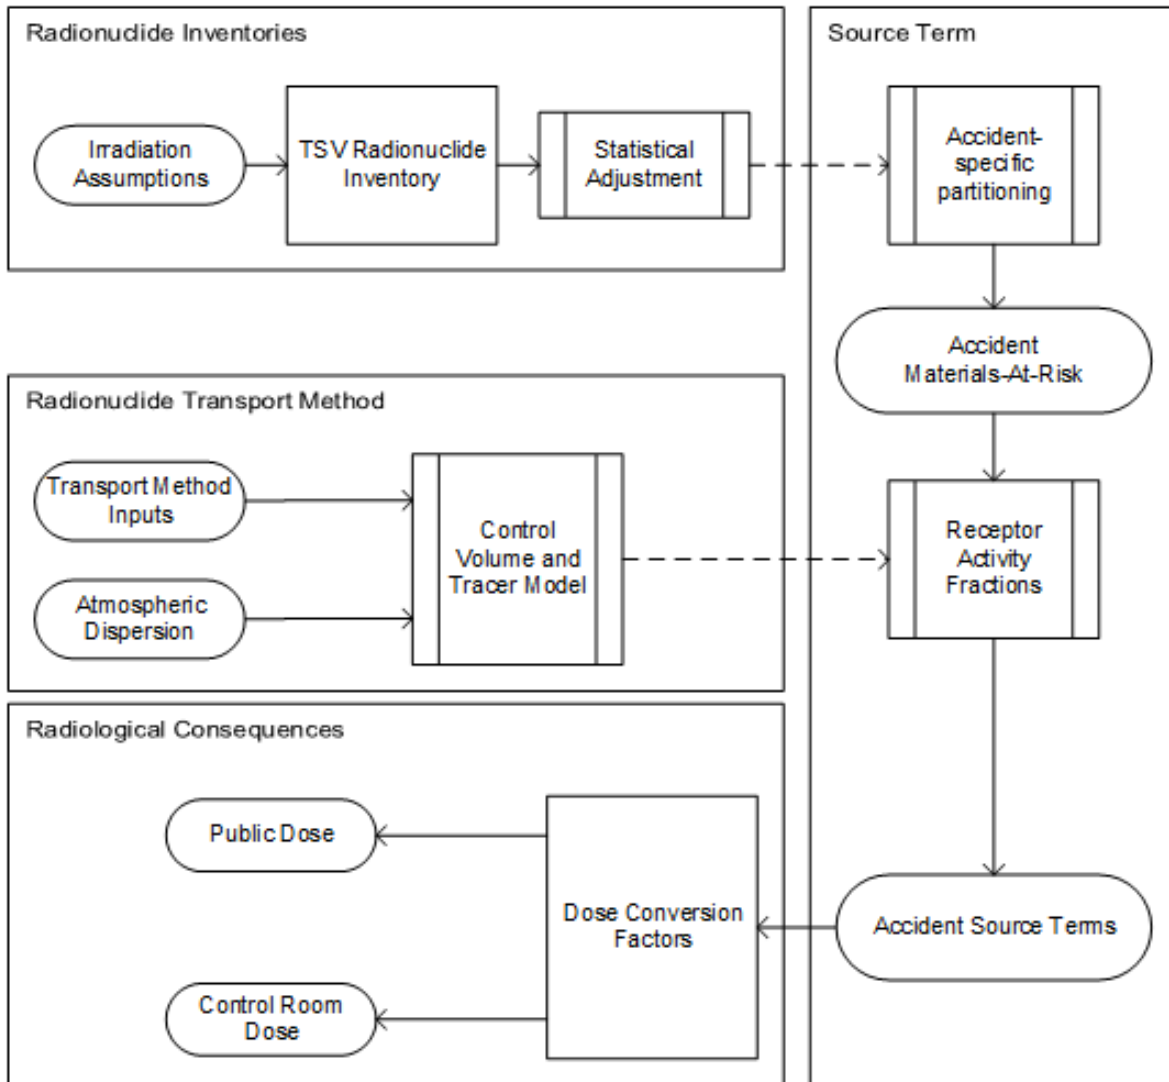 Radionuclide Inventories
Irradiation
Assumptions
TSV Radionuclide
Inventory
Statistical
Adjustment
Source Term
Accident-
specific
partitioning
Accident
Materials-At-Risk
Receptor
Activity
Fractions
Accident Source Terms
Radionuclide Transport Method
Transport Method
Inputs
Atmospheric
Dispersion
Control
Volume and
Tracer Model
Radiological Consequences
Public Dose
Control Room
Dose
Dose Conversion
Factors